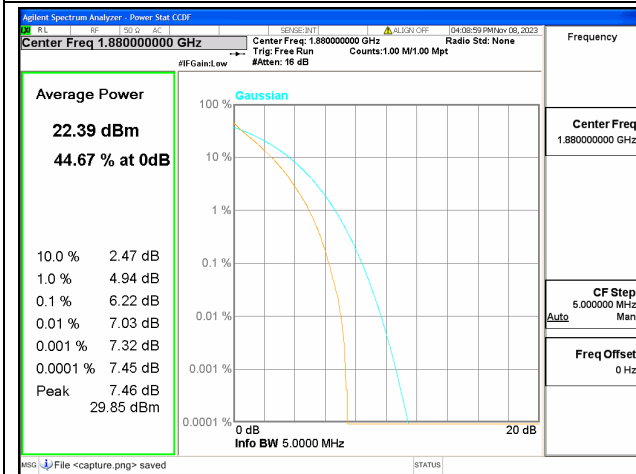 Agilent Spectrum Analyzer - Power Stat CCDF
RL RF 50 Ω AC SENSE:INT ALIGN OFF 04:08:59 PM Nov 08, 2023
Center Freq 1.880000000 GHz
Center Freq: 1.880000000 GHz Radio Std: None
Trig: Free Run Counts:1.00 M/1.00 Mpt
#IFGain:Low #Atten: 16 dB
Frequency
Average Power
22.39 dBm
44.67 % at 0dB
10.0 % 2.47 dB
1.0 % 4.94 dB
0.1 % 6.22 dB
0.01 % 7.03 dB
0.001 % 7.32 dB
0.0001 % 7.45 dB
Peak 7.46 dB
29.85 dBm
Gaussian
100 %
10 %
1 %
0.1 %
0.01 %
0.001 %
0.0001 %
0 dB 20 dB
Info BW 5.0000 MHz
Center Freq
1.880000000 GHz
CF Step
5.000000 MHz
Auto Man
Freq Offset
0 Hz
MSG File <capture.png> saved STATUS